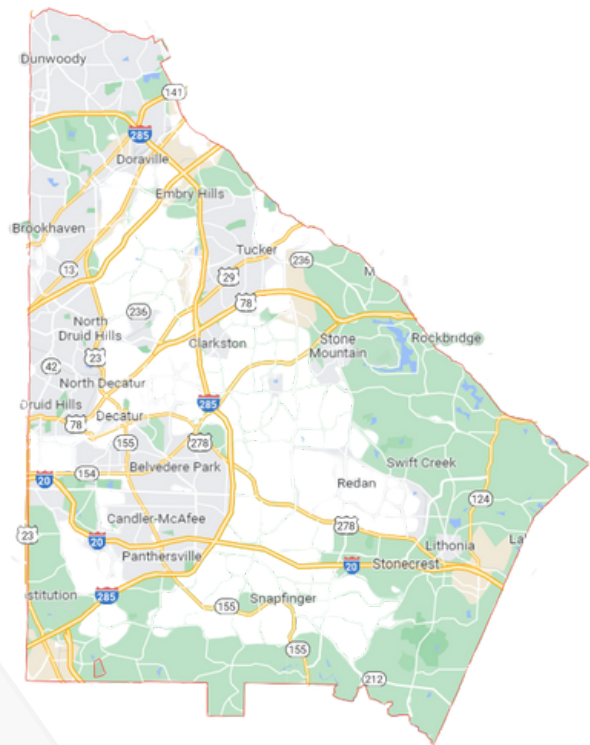 Dunwoody
141
285
Doraville
Embry Hills
Brookhaven
Tucker
236
13
29
M
78
236
North
Druid Hills
Clarkston
Stone
Mountain
Rockbridge
23
42
North Decatur
285
Druid Hills
Decatur
78
155
278
154
Belvedere Park
Swift Creek
20
Redan
124
Candler-McAfee
278
23
20
Lithonia
La
Panthersville
20
Stonecrest
stitution
285
155
Snapfinger
155
212